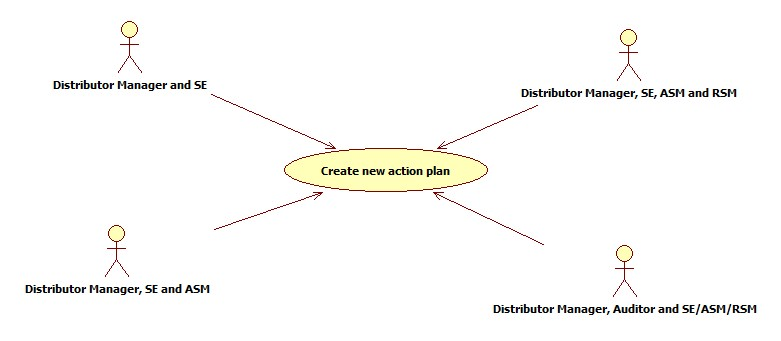 Distributor Manager and SE
Distributor Manager, SE, ASM and RSM
Create new action plan
Distributor Manager, SE and ASM
Distributor Manager, Auditor and SE/ASM/RSM